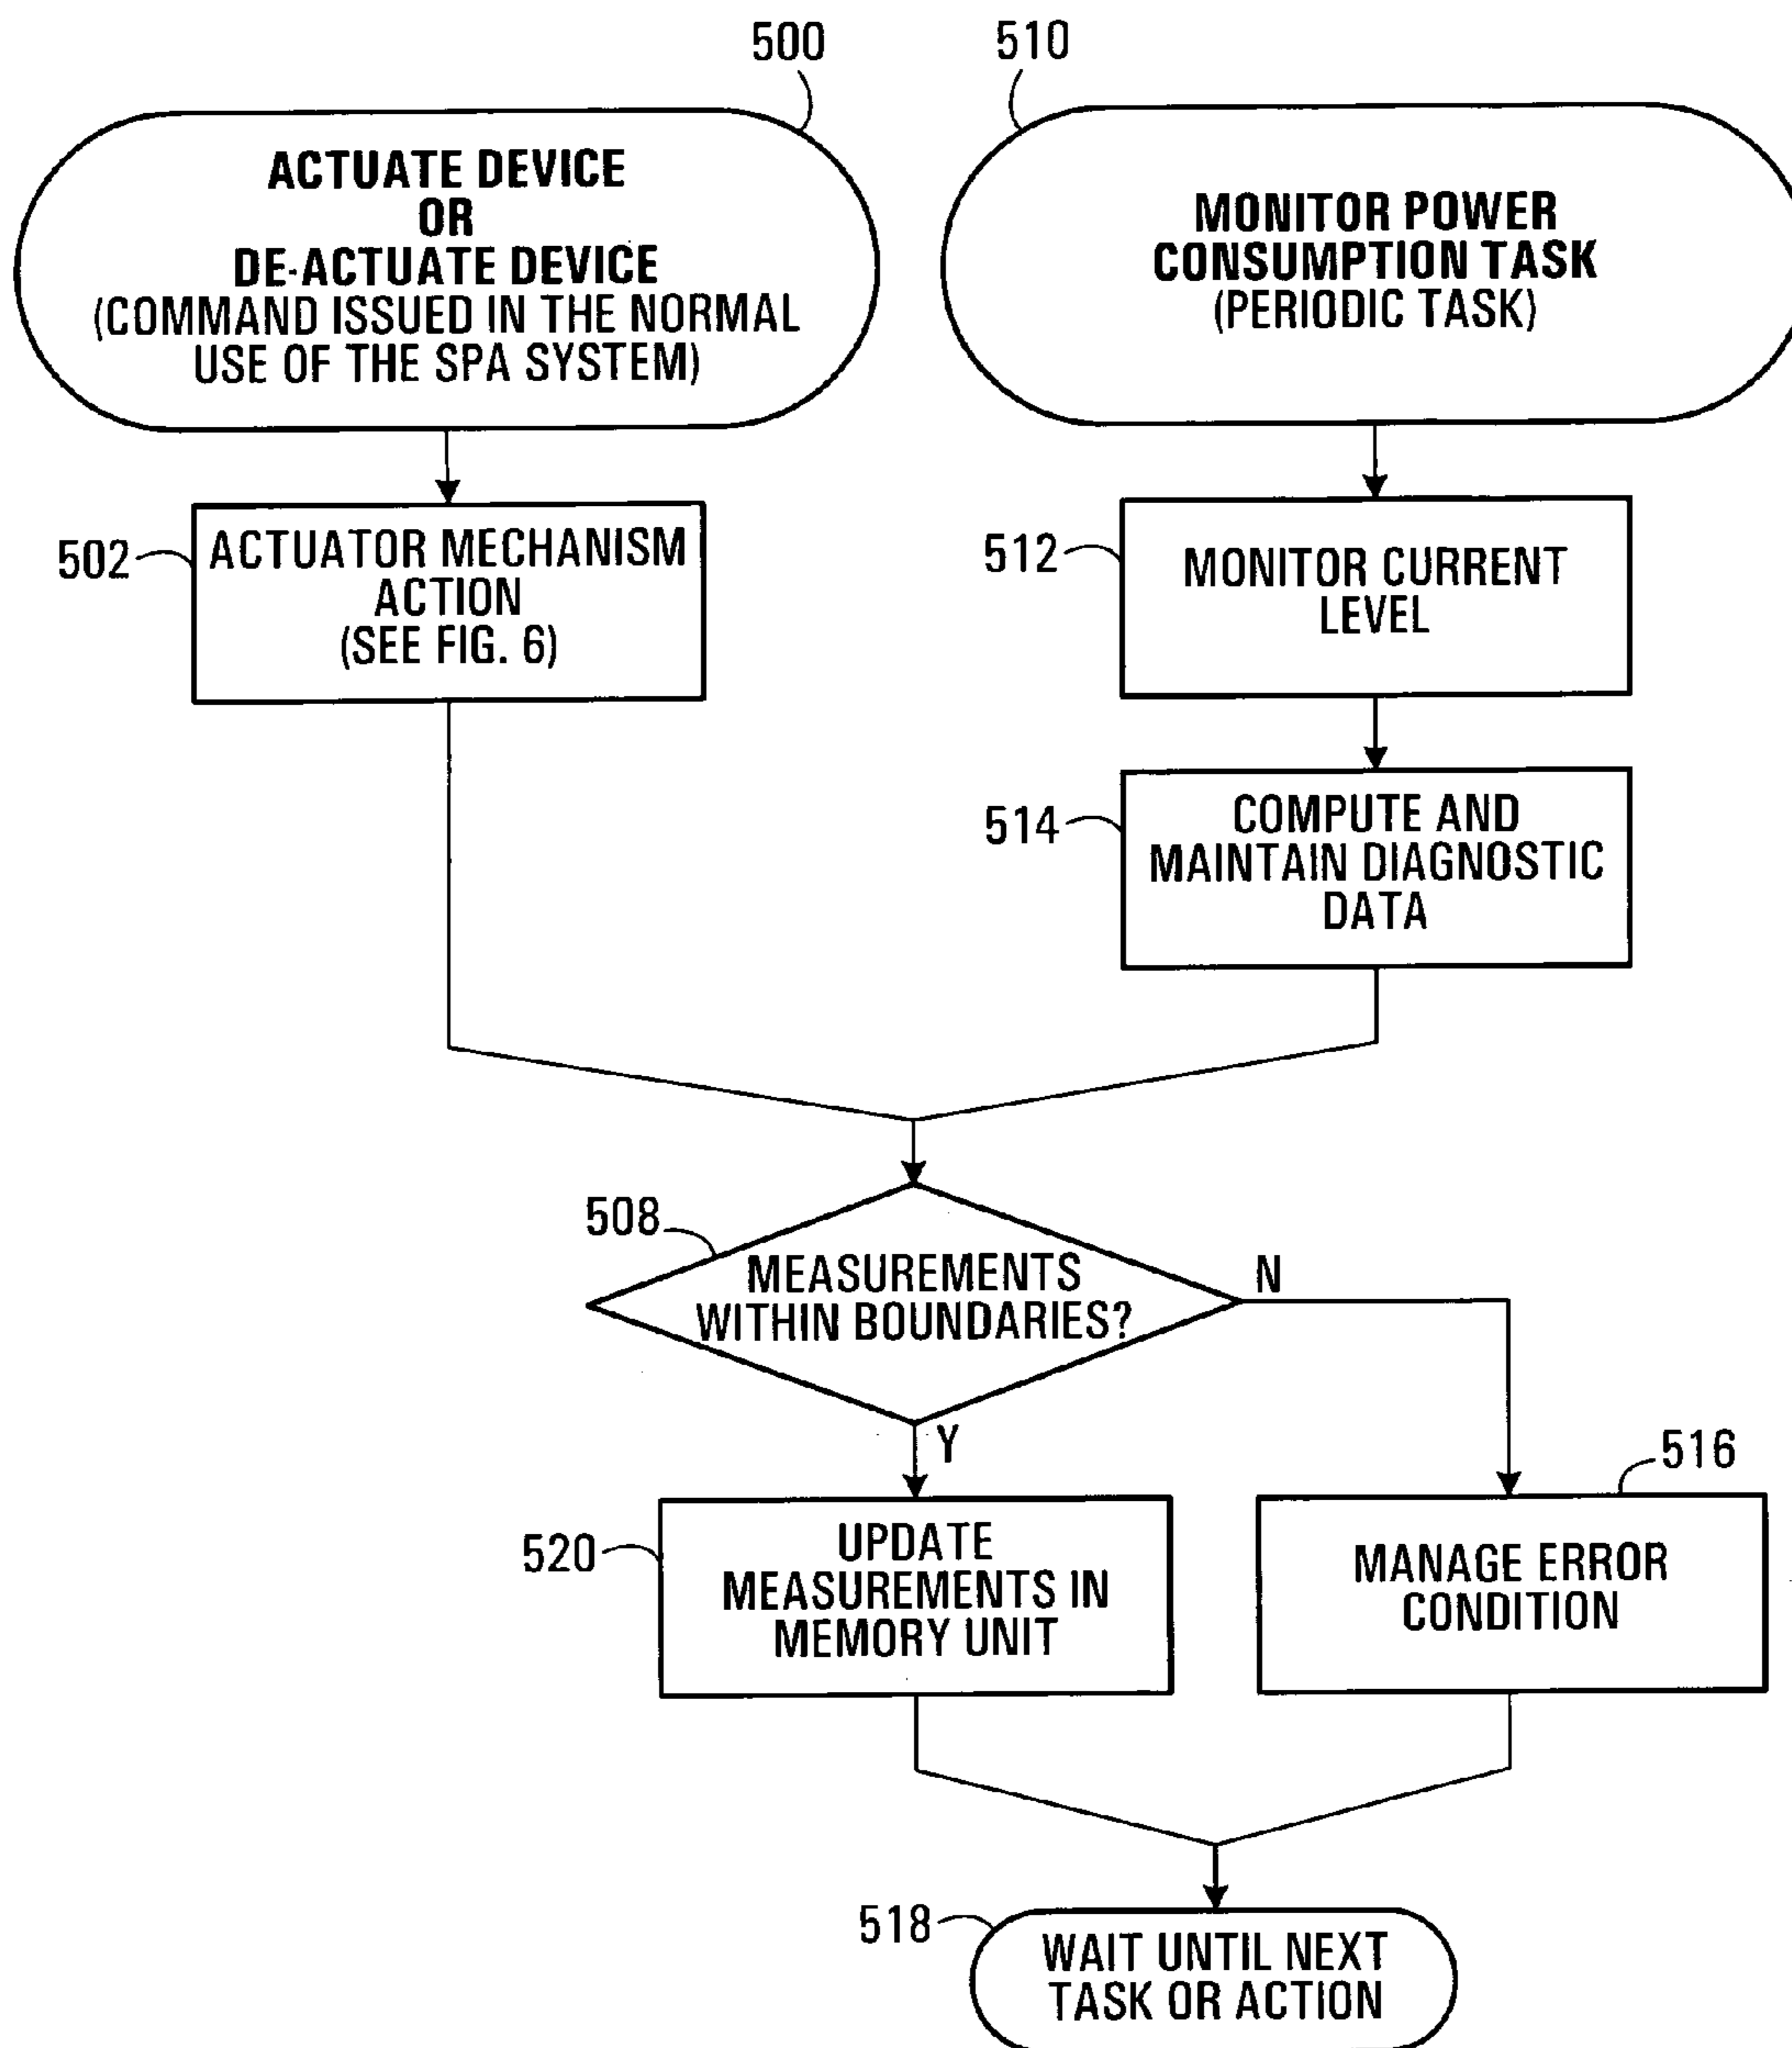 500
510
ACTUATE DEVICE
OR
DE-ACTUATE DEVICE
(COMMAND ISSUED IN THE NORMAL
USE OF THE SPA SYSTEM)
MONITOR POWER
CONSUMPTION TASK
(PERIODIC TASK)
502
ACTUATOR MECHANISM
ACTION
(SEE FIG. 6)
512
MONITOR CURRENT
LEVEL
514
COMPUTE AND
MAINTAIN DIAGNOSTIC
DATA
508
MEASUREMENTS
WITHIN BOUNDARIES?
N
Y
516
520
UPDATE
MEASUREMENTS IN
MEMORY UNIT
MANAGE ERROR
CONDITION
518
WAIT UNTIL NEXT
TASK OR ACTION